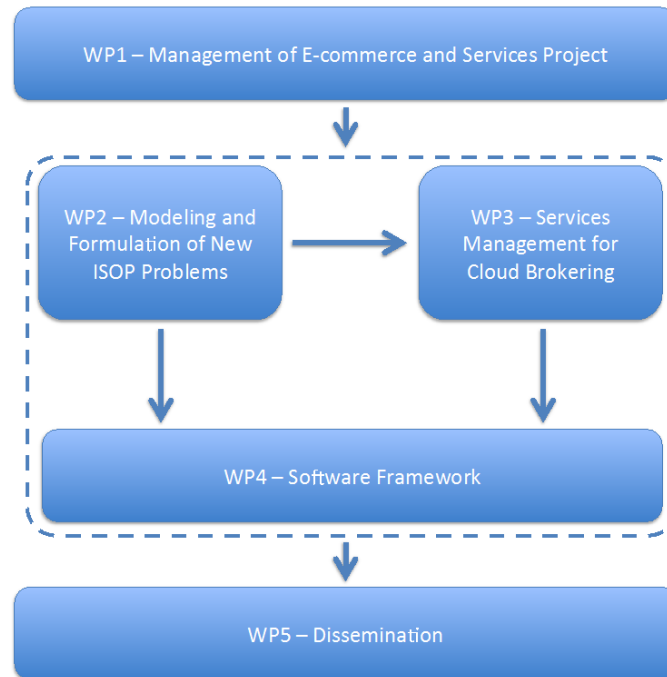 WP1 – Management of E-commerce and Services Project
WP2 – Modeling and
Formulation of New
ISOP Problems
WP3 – Services
Management for
Cloud Brokering
WP4 – Software Framework
WP5 – Dissemination